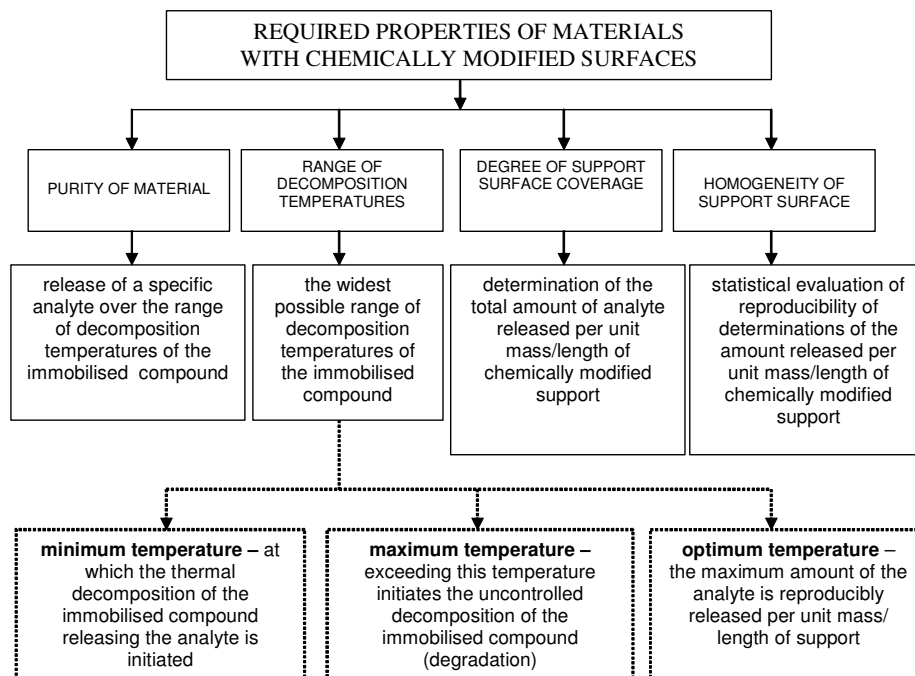 REQUIRED PROPERTIES OF MATERIALS
WITH CHEMICALLY MODIFIED SURFACES
PURITY OF MATERIAL
RANGE OF
DECOMPOSITION
TEMPERATURES
DEGREE OF SUPPORT
SURFACE COVERAGE
HOMOGENEITY OF
SUPPORT SURFACE
release of a specific
analyte over the range
of decomposition
temperatures of the
immobilised compound
the widest
possible range of
decomposition
temperatures of
the immobilised
compound
determination of the
total amount of analyte
released per unit
mass/length of
chemically modified
support
statistical evaluation of
reproducibility of
determinations of the
amount released per
unit mass/length of
chemically modified
support
minimum temperature – at
which the thermal
decomposition of the
immobilised compound
releasing the analyte is
initiated
maximum temperature –
exceeding this temperature
initiates the uncontrolled
decomposition of the
immobilised compound
(degradation)
optimum temperature –
the maximum amount of the
analyte is reproducibly
released per unit mass/
length of support